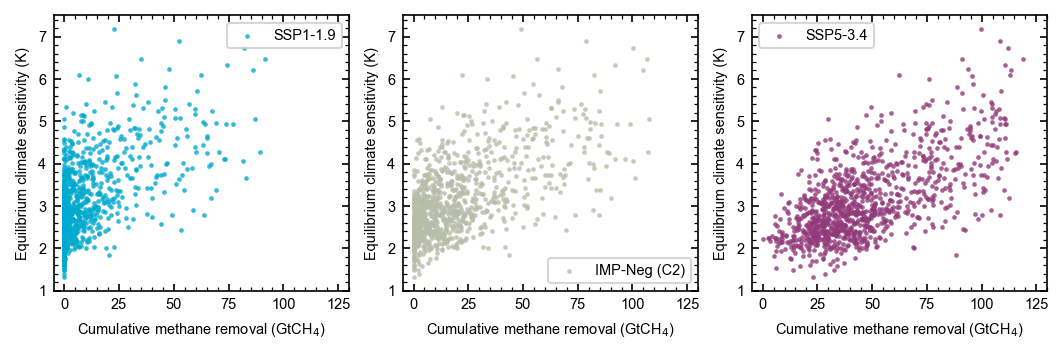 SSP1-1.9
7
6
5
4
3
2
1
Equilibrium climate sensitivity (K)
0 25 50 75 100 125
Cumulative methane removal (GtCH₄)
IMP-Neg (C2)
7
6
5
4
3
2
1
Equilibrium climate sensitivity (K)
0 25 50 75 100 125
Cumulative methane removal (GtCH₄)
SSP5-3.4
7
6
5
4
3
2
1
Equilibrium climate sensitivity (K)
0 25 50 75 100 125
Cumulative methane removal (GtCH₄)